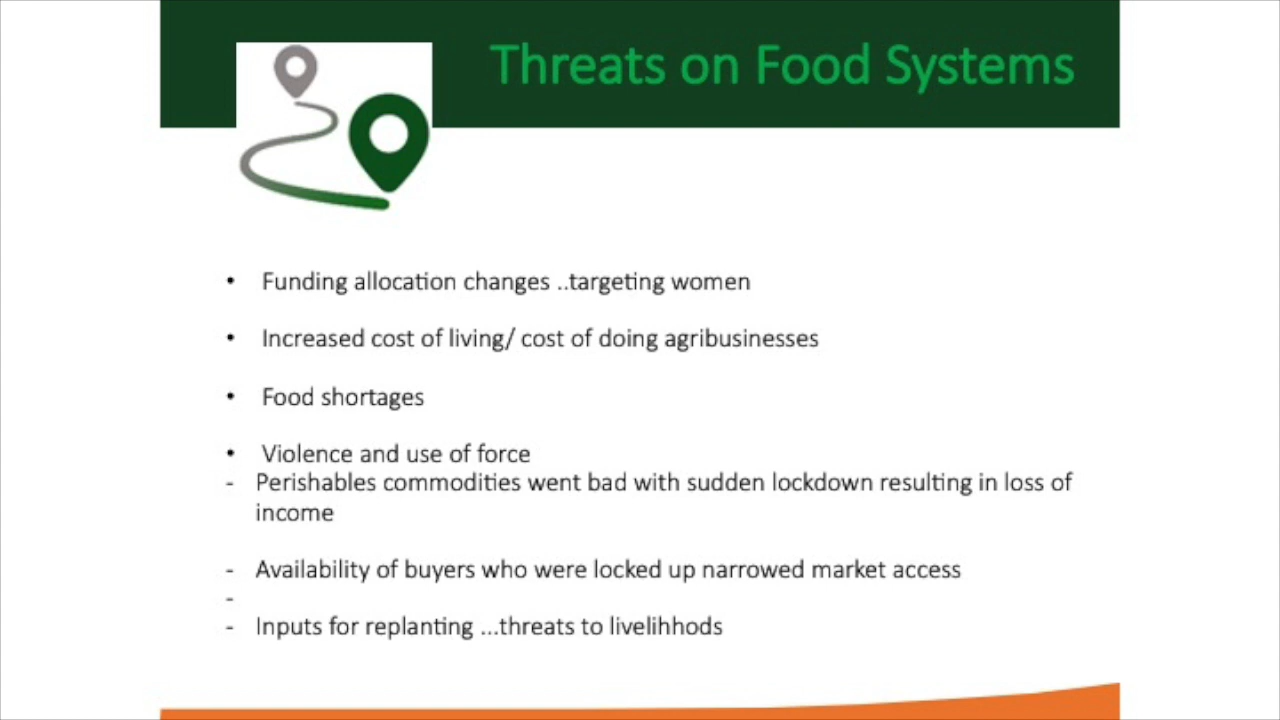 Threats on Food Systems
• Funding allocation changes ..targeting women
• Increased cost of living/ cost of doing agribusinesses
• Food shortages
• Violence and use of force
- Perishables commodities went bad with sudden lockdown resulting in loss of
income
- Availability of buyers who were locked up narrowed market access
-
- Inputs for replanting ...threats to livelihhods